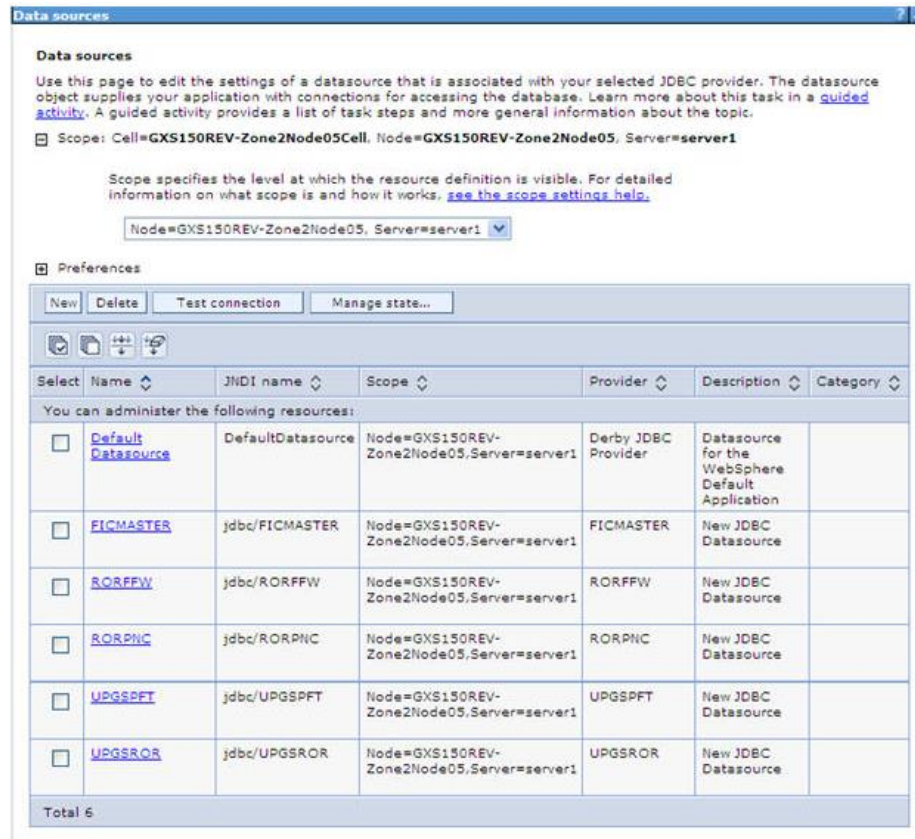 Data sources
?
Data sources
Use this page to edit the settings of a datasource that is associated with your selected JDBC provider. The datasource
object supplies your application with connections for accessing the database. Learn more about this task in a guided
activity. A guided activity provides a list of task steps and more general information about the topic.
Scope: Cell=GXS150REV-Zone2Node05Cell, Node=GXS150REV-Zone2Node05, Server=server1
Scope specifies the level at which the resource definition is visible. For detailed
information on what scope is and how it works, see the scope settings help.
Node=GXS150REV-Zone2Node05, Server=server1
Preferences
New Delete Test connection Manage state...
Select Name JNDI name Scope Provider Description Category
You can administer the following resources:
Default DefaultDatasource Node=GXS150REV- Derby JDBC Datasource
Datasource Zone2Node05,Server=server1 Provider for the
WebSphere
Default
Application
FICMASTER jdbc/FICMASTER Node=GXS150REV- FICMASTER New JDBC
Zone2Node05,Server=server1 Datasource
RORFFW jdbc/RORFFW Node=GXS150REV- RORFFW New JDBC
Zone2Node05,Server=server1 Datasource
RORPNC jdbc/RORPNC Node=GXS150REV- RORPNC New JDBC
Zone2Node05,Server=server1 Datasource
UPGSPFT jdbc/UPGSPFT Node=GXS150REV- UPGSPFT New JDBC
Zone2Node05,Server=server1 Datasource
UPGSROR jdbc/UPGSROR Node=GXS150REV- UPGSROR New JDBC
Zone2Node05,Server=server1 Datasource
Total 6